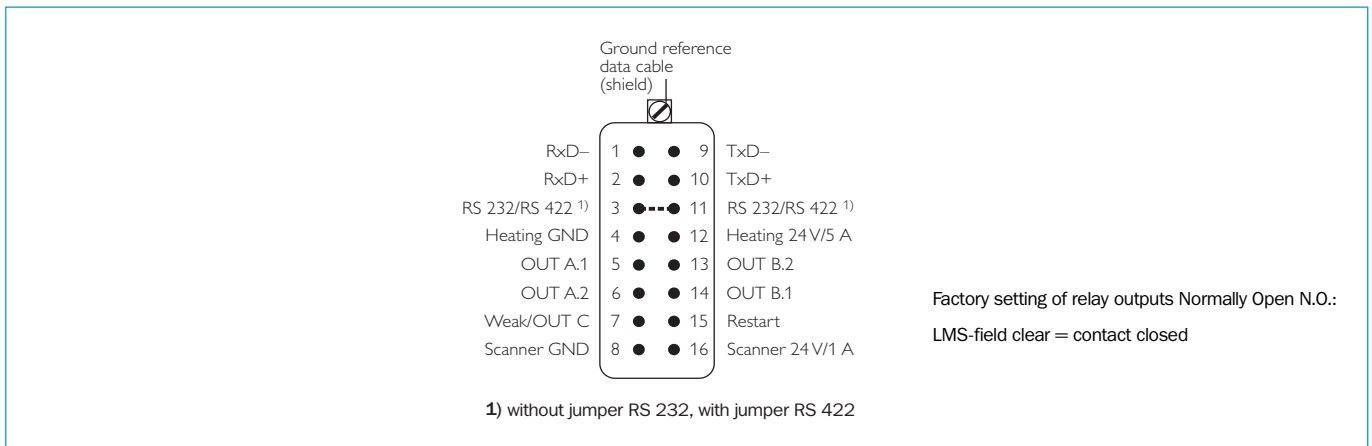 Ground reference
data cable
(shield)
RxD– 1 9 TxD–
RxD+ 2 10 TxD+
RS 232/RS 422 1) 3 11 RS 232/RS 422 1)
Heating GND 4 12 Heating 24 V/5 A
OUT A.1 5 13 OUT B.2
OUT A.2 6 14 OUT B.1
Weak/OUT C 7 15 Restart
Scanner GND 8 16 Scanner 24 V/1 A
Factory setting of relay outputs Normally Open N.O.:
LMS-field clear = contact closed
1) without jumper RS 232, with jumper RS 422